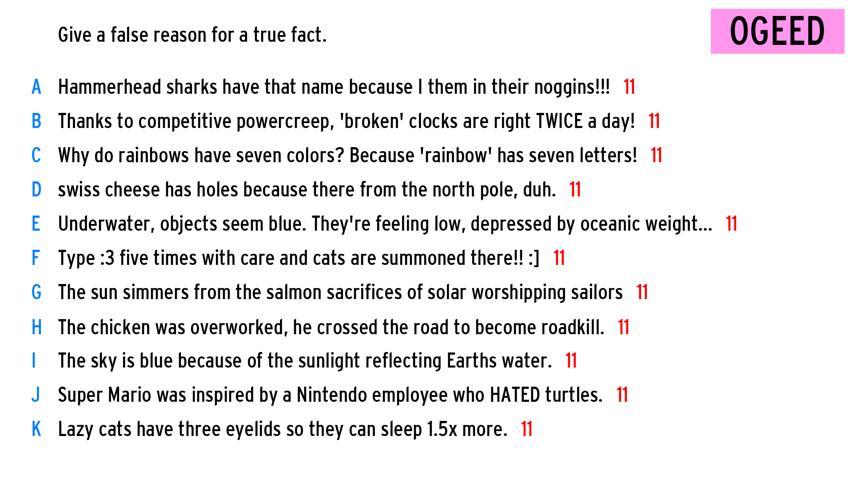 Give a false reason for a true fact.
OGEED
A Hammerhead sharks have that name because I them in their noggins!!! 11
B Thanks to competitive powercreep, 'broken' clocks are right TWICE a day! 11
C Why do rainbows have seven colors? Because 'rainbow' has seven letters! 11
D swiss cheese has holes because there from the north pole, duh. 11
E Underwater, objects seem blue. They're feeling low, depressed by oceanic weight... 11
F Type :3 five times with care and cats are summoned there!! :] 11
G The sun simmers from the salmon sacrifices of solar worshipping sailors 11
H The chicken was overworked, he crossed the road to become roadkill. 11
I The sky is blue because of the sunlight reflecting Earths water. 11
J Super Mario was inspired by a Nintendo employee who HATED turtles. 11
K Lazy cats have three eyelids so they can sleep 1.5x more. 11